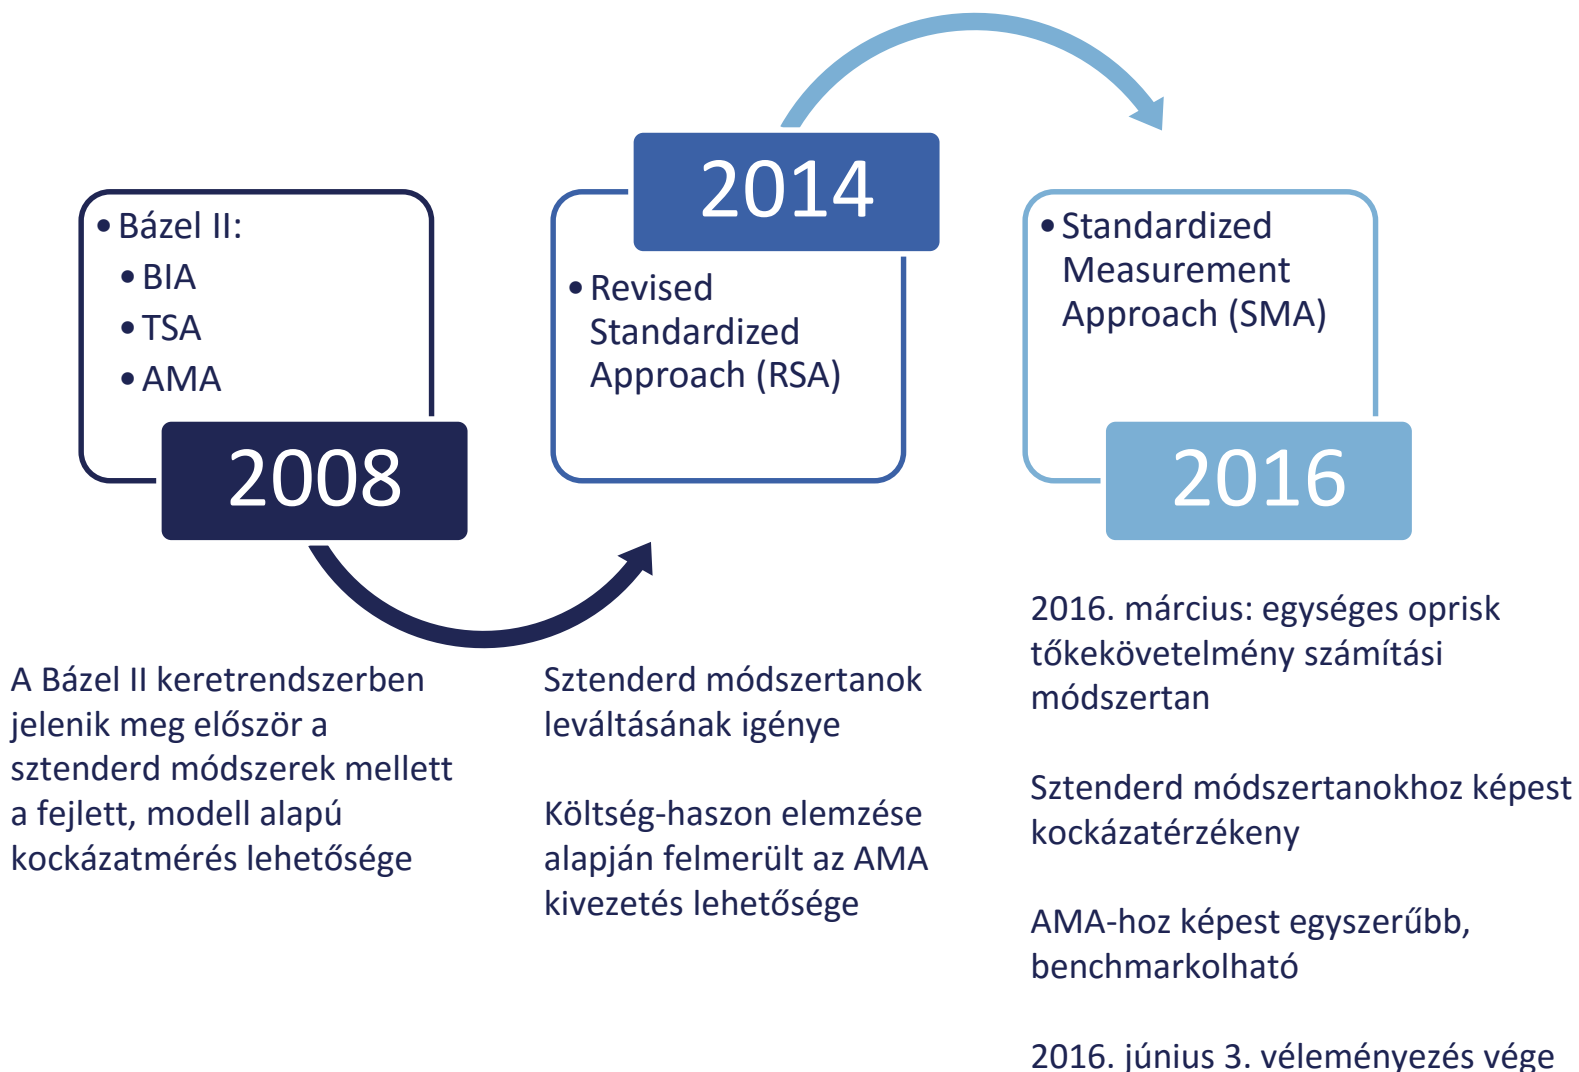 • Bázel II:
• BIA
• TSA
• AMA
2008
A Bázel II keretrendszerben
jelenik meg először a
sztenderd módszerek mellett
a fejlett, modell alapú
kockázatmérés lehetősége
2014
• Revised
Standardized
Approach (RSA)
Sztenderd módszertanok
leváltásának igénye
Költség-haszon elemzése
alapján felmerült az AMA
kivezetés lehetősége
• Standardized
Measurement
Approach (SMA)
2016
2016. március: egységes oprisk
tőkekövetelmény számítási
módszertan
Sztenderd módszertanokhoz képest
kockázatérzékeny
AMA-hoz képest egyszerűbb,
benchmarkolható
2016. június 3. véleményezés vége